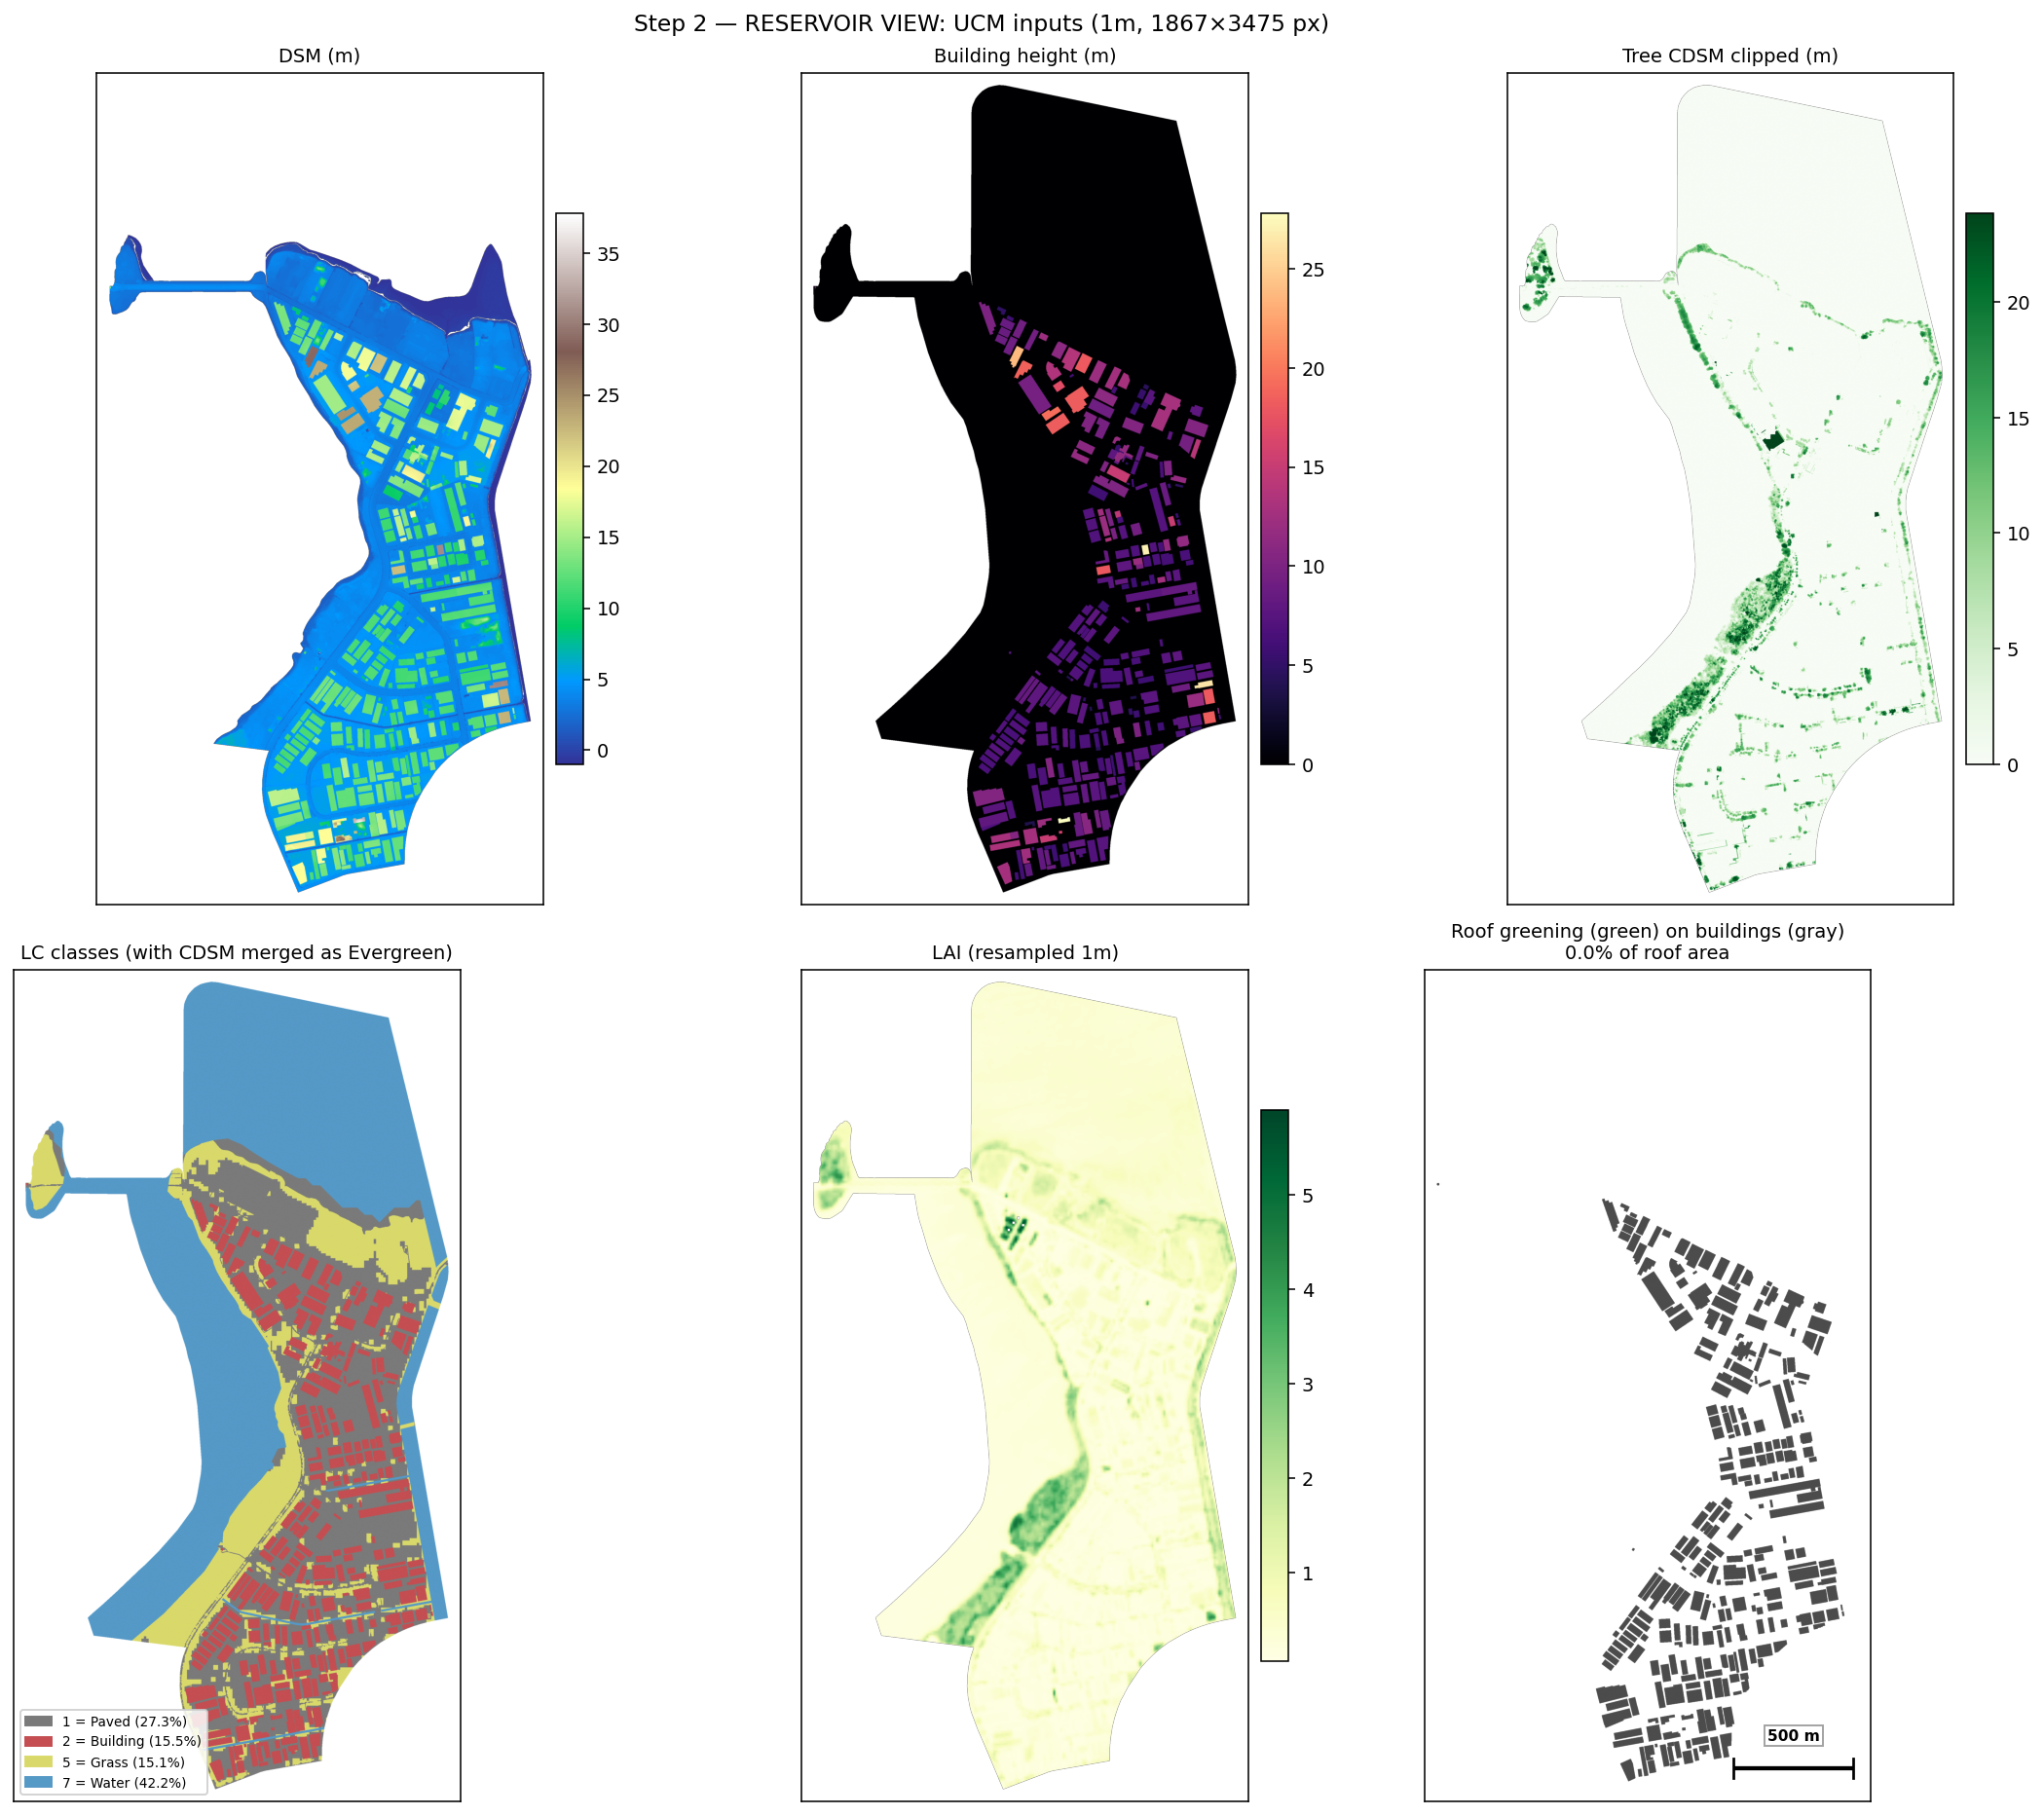 Step 2 — RESERVOIR VIEW: UCM inputs (1m, 1867×3475 px)
DSM (m)
35
30
25
20
15
10
5
0
Building height (m)
25
20
15
10
5
0
Tree CDSM clipped (m)
20
15
10
5
0
LC classes (with CDSM merged as Evergreen)
1 = Paved (27.3%)
2 = Building (15.5%)
5 = Grass (15.1%)
7 = Water (42.2%)
LAI (resampled 1m)
5
4
3
2
1
Roof greening (green) on buildings (gray)
0.0% of roof area
500 m